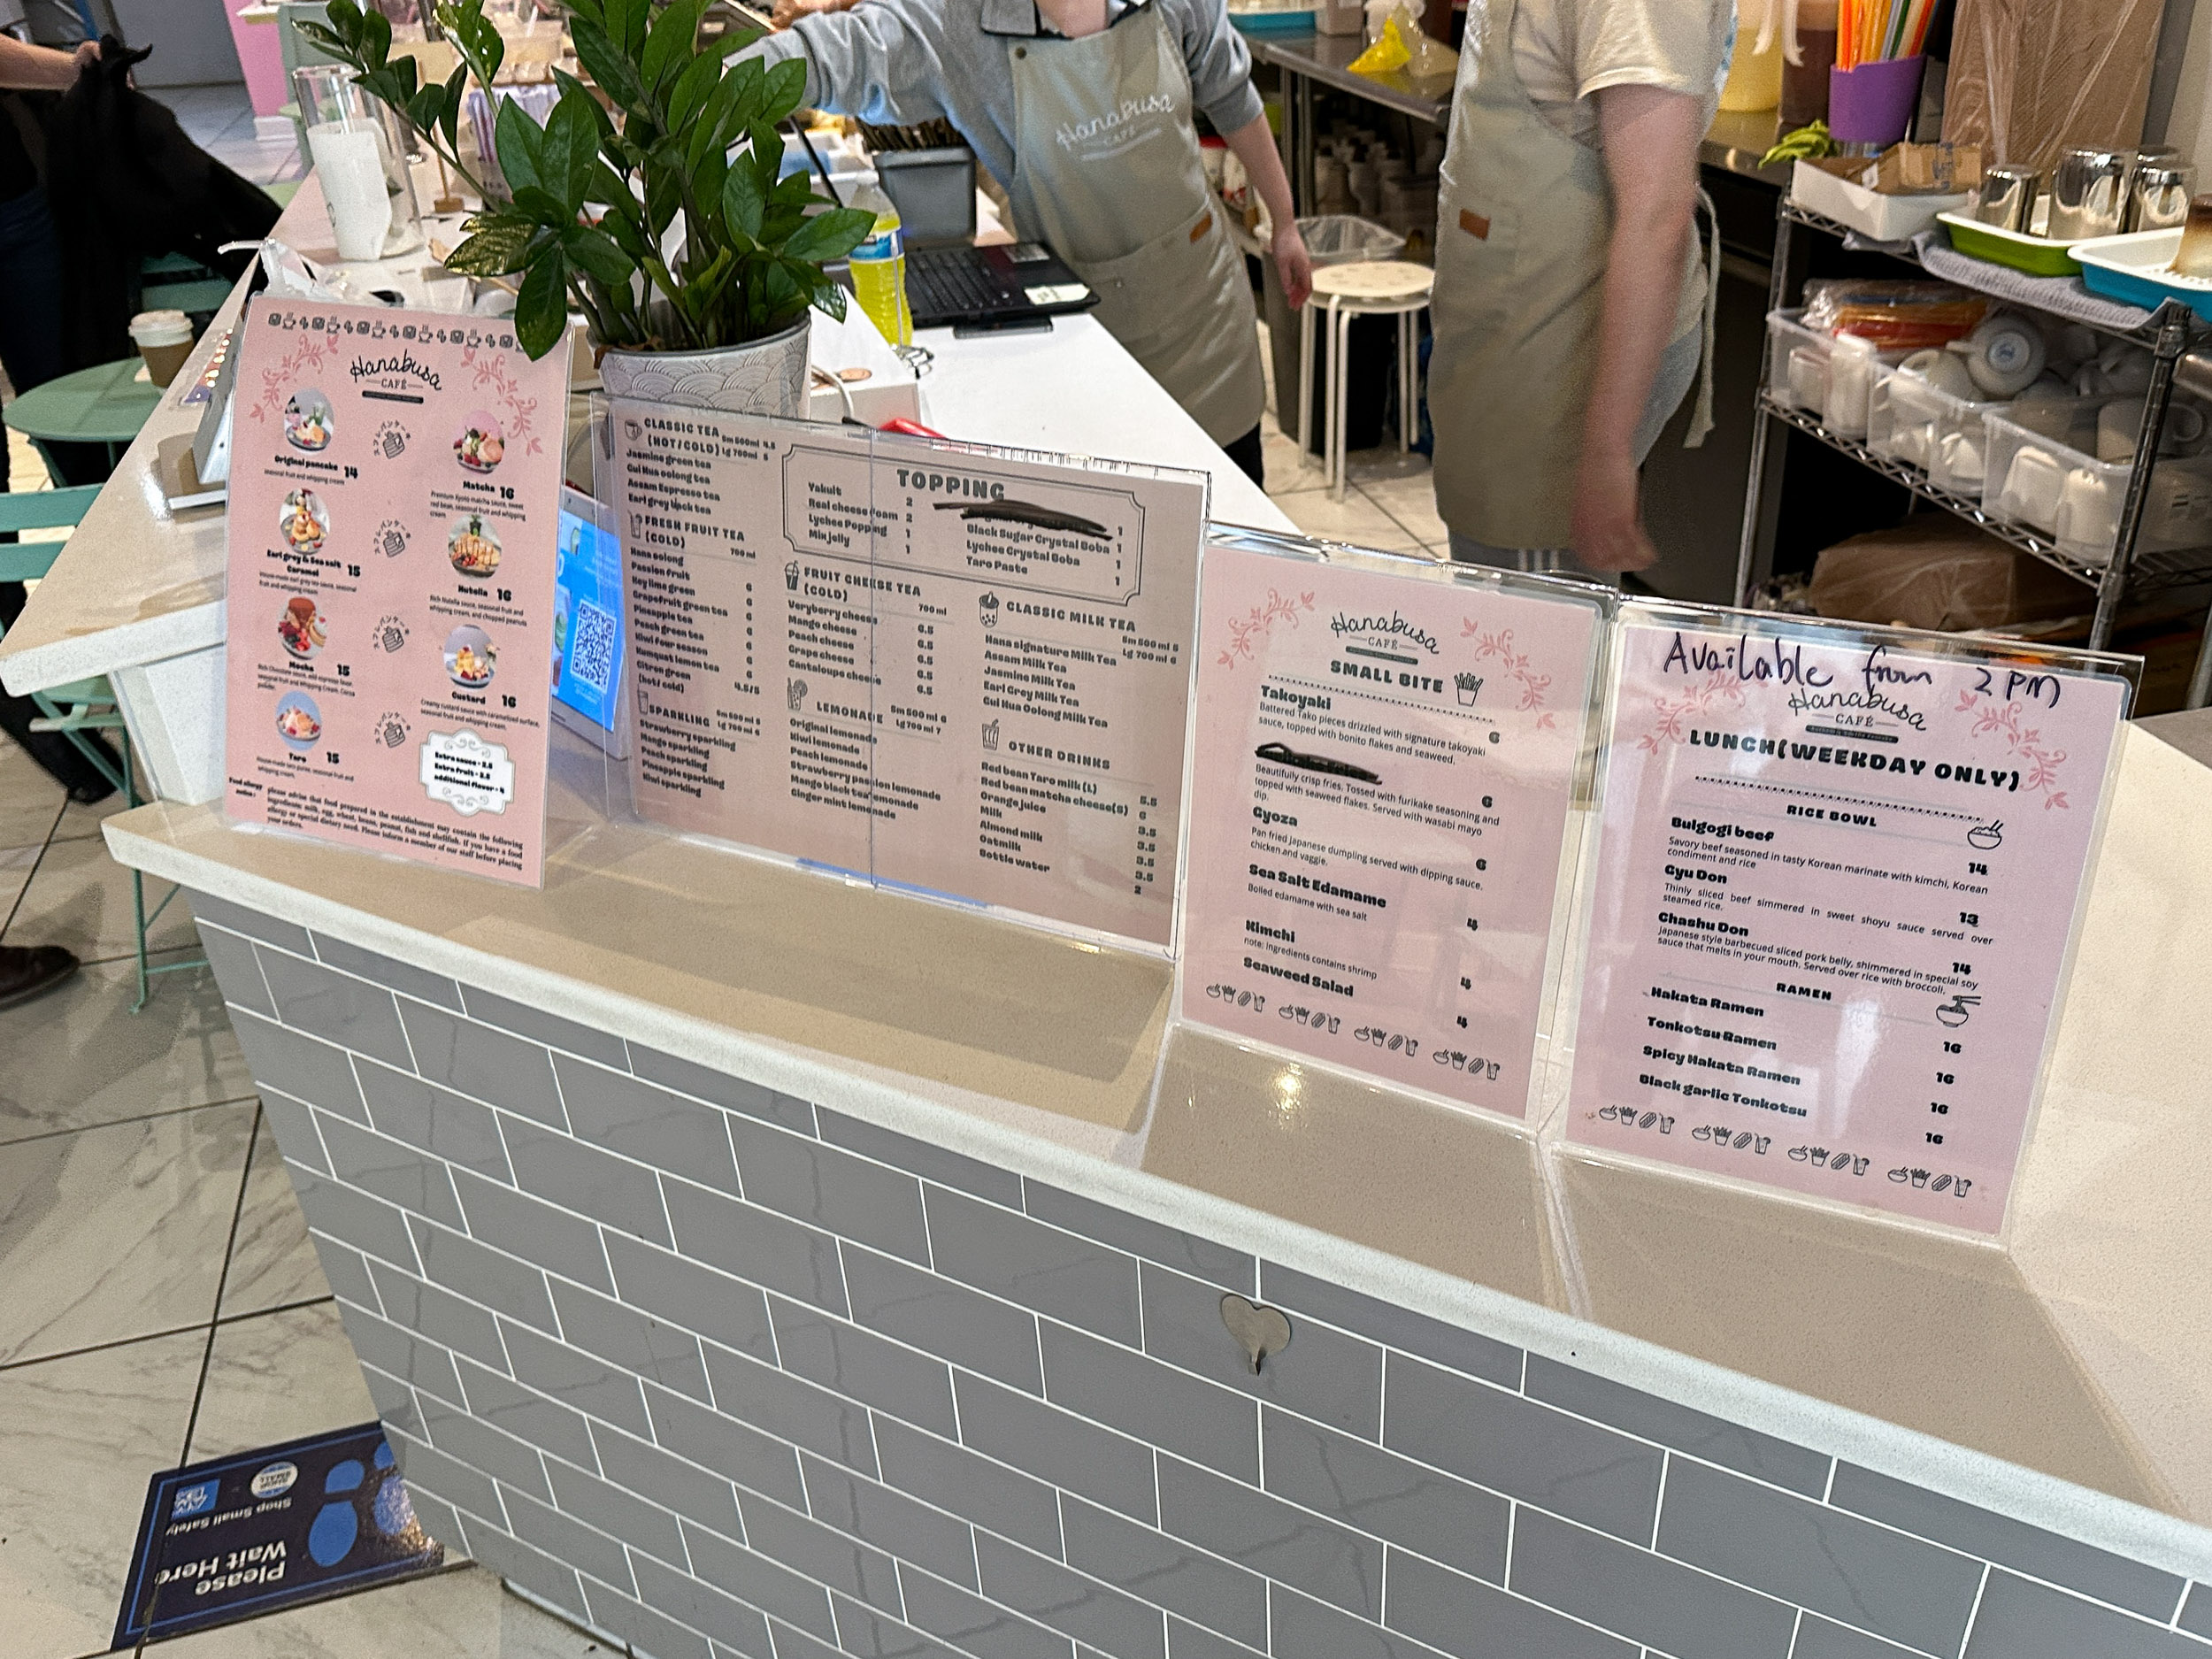 Hanabusa
CAFÉ
Original pancake 14
seasonal fruit and whipping cream
Earl grey & Sea salt Caramel 15
House-made earl grey tea sauce, seasonal fruit and whipping cream
Mocha 15
Taro 15
Matcha 16
Premium Kyoto matcha sauce, sweet
red bean, seasonal fruit and whipping
cream
Nutella 16
Rich Nutella sauce, seasonal fruit and
whipping cream, and chopped peanuts
Custard 16
Creamy custard sauce with caramelized surface,
seasonal fruit and whipping cream.
Extra sauce - 2.5
Extra fruit - 2.5
additional flavor - 4
Food allergy notice:
please advise that food prepared in the establishment may contain the following
ingredients: milk, egg, wheat, beans, peanut, fish and shellfish. If you have a food
allergy or special dietary need. Please inform a member of our staff before placing
your orders.
CLASSIC TEA
(HOT/COLD)
Sm 500ml 4.5
Lg 700ml 5
Jasmine green tea
Gui Hua oolong tea
Assam Espresso tea
Earl grey black tea
FRESH FRUIT TEA
(COLD)
700 ml
Hana oolong 6
Passion fruit 6
Key lime green 6
Grapefruit green tea 6
Pineapple tea 6
Peach green tea 6
Kiwi four season 6
Kumquat lemon tea 6
Citron green
(hot/cold) 4.5/5
SPARKLING
Sm 500 ml 5
Lg 700 ml 6
Strawberry sparkling
Mango sparkling
Peach sparkling
Pineapple sparkling
Kiwi sparkling
TOPPING
Yakult 2
Real cheese foam 2
Lychee Popping 1
Mix jelly 1
1
Black Sugar Crystal Boba 1
Lychee Crystal Boba 1
Taro Paste 1
FRUIT CHEESE TEA
(COLD)
700 ml
Veryberry cheese 6.5
Mango cheese 6.5
Peach cheese 6.5
Grape cheese 6.5
Cantaloupe cheese 6.5
LEMONADE
Sm 500 ml 6
Lg 700 ml 7
Original lemonade
Kiwi lemonade
Peach lemonade
Strawberry passion lemonade
Mango black tea lemonade
Ginger mint lemonade
CLASSIC MILK TEA
Sm 500 ml 5
Lg 700 ml 6
Hana signature Milk Tea
Assam Milk Tea
Jasmine Milk Tea
Earl Grey Milk Tea
Gui Hua Oolong Milk Tea
OTHER DRINKS
Red bean Taro milk (L) 5.5
Red bean matcha cheese(S) 6
Orange juice 3.5
Milk 3.5
Almond milk 3.5
Oatmilk 3.5
Bottle water 2
Hanabusa
CAFÉ
SMALL BITE
Takoyaki 6
Battered Tako pieces drizzled with signature takoyaki
sauce, topped with bonito flakes and seaweed.
6
Beautifully crisp fries. Tossed with furikake seasoning and
topped with seaweed flakes. Served with wasabi mayo
dip.
Gyoza 6
Pan fried Japanese dumpling served with dipping sauce.
chicken and vaggie.
Sea Salt Edamame 4
Boiled edamame with sea salt
Kimchi 4
note: ingredients contains shrimp
Seaweed Salad 4
Available from 2 PM
Hanabusa
CAFÉ
LUNCH(WEEKDAY ONLY)
RICE BOWL
Bulgogi beef 14
Savory beef seasoned in tasty Korean marinate with kimchi, Korean
condiment and rice
Gyu Don 13
Thinly sliced beef simmered in sweet shoyu sauce served over
steamed rice.
Chashu Don 14
Japanese style barbecued sliced pork belly, shimmered in special soy
sauce that melts in your mouth. Served over rice with broccoli.
RAMEN
Hakata Ramen 16
Tonkotsu Ramen 16
Spicy Hakata Ramen 16
Black garlic Tonkotsu 16
Hanabusa
CAFÉ
Please
Wait Here
Shop Small Safely